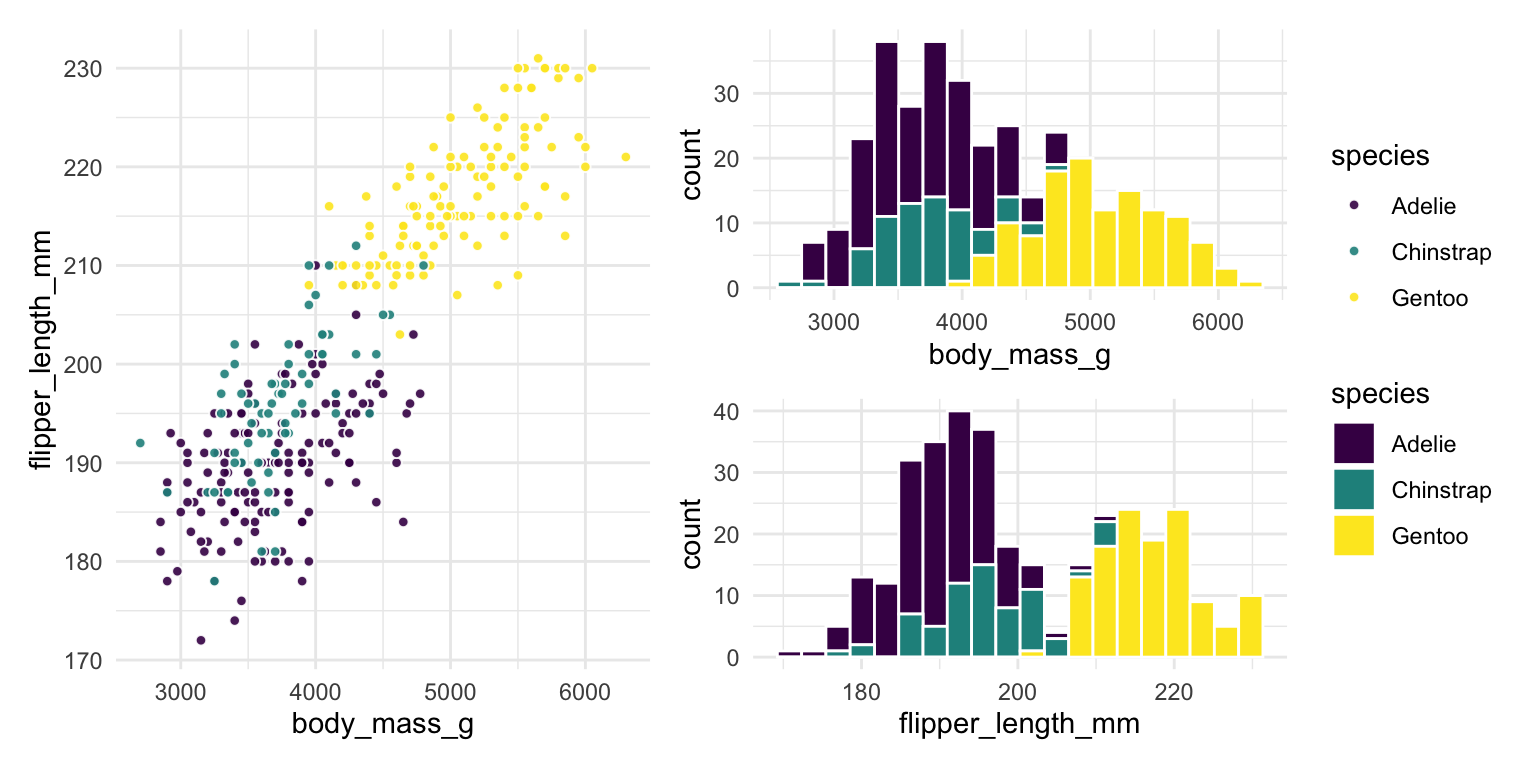 flipper_length_mm
230
220
210
200
190
180
170
3000 4000 5000 6000
body_mass_g
count
30
20
10
0
3000 4000 5000 6000
body_mass_g
count
40
30
20
10
0
180 200 220
flipper_length_mm
species
Adelie
Chinstrap
Gentoo
species
Adelie
Chinstrap
Gentoo